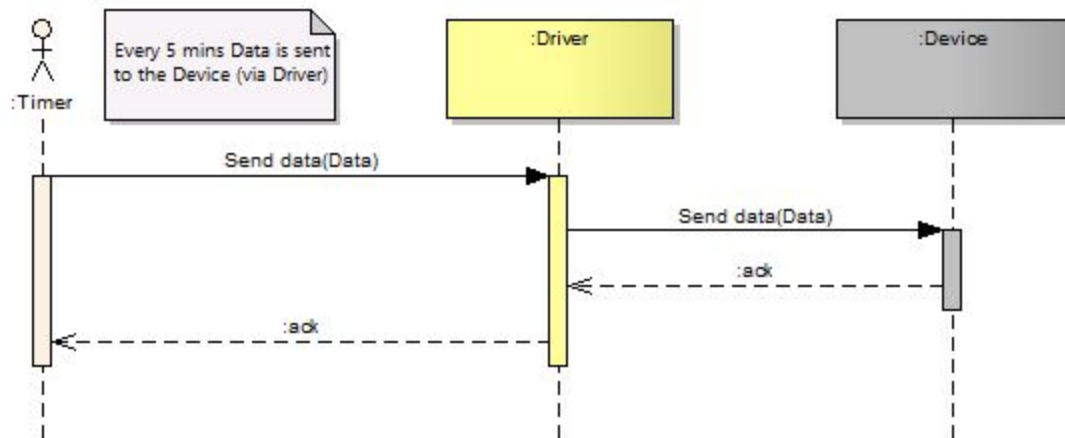 Every 5 mins Data is sent
to the Device (via Driver)
:Timer
:Driver
:Device
Send data(Data)
Send data(Data)
:ack
:ack